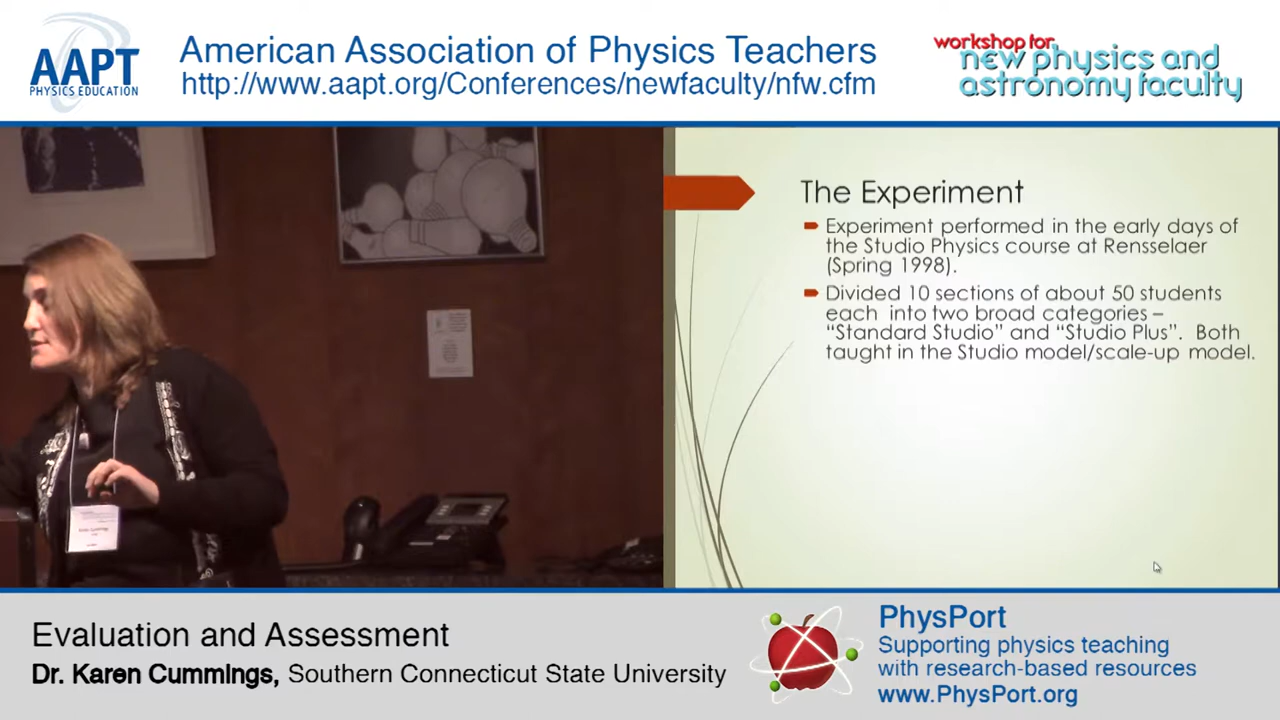 AAPT
PHYSICS EDUCATION
American Association of Physics Teachers
http://www.aapt.org/Conferences/newfaculty/nfw.cfm
workshop for
new physics and
astronomy faculty
The Experiment
Experiment performed in the early days of
the Studio Physics course at Rensselaer
(Spring 1998).
Divided 10 sections of about 50 students
each into two broad categories –
“Standard Studio” and “Studio Plus”. Both
taught in the Studio model/scale-up model.
Evaluation and Assessment
Dr. Karen Cummings, Southern Connecticut State University
PhysPort
Supporting physics teaching
with research-based resources
www.PhysPort.org